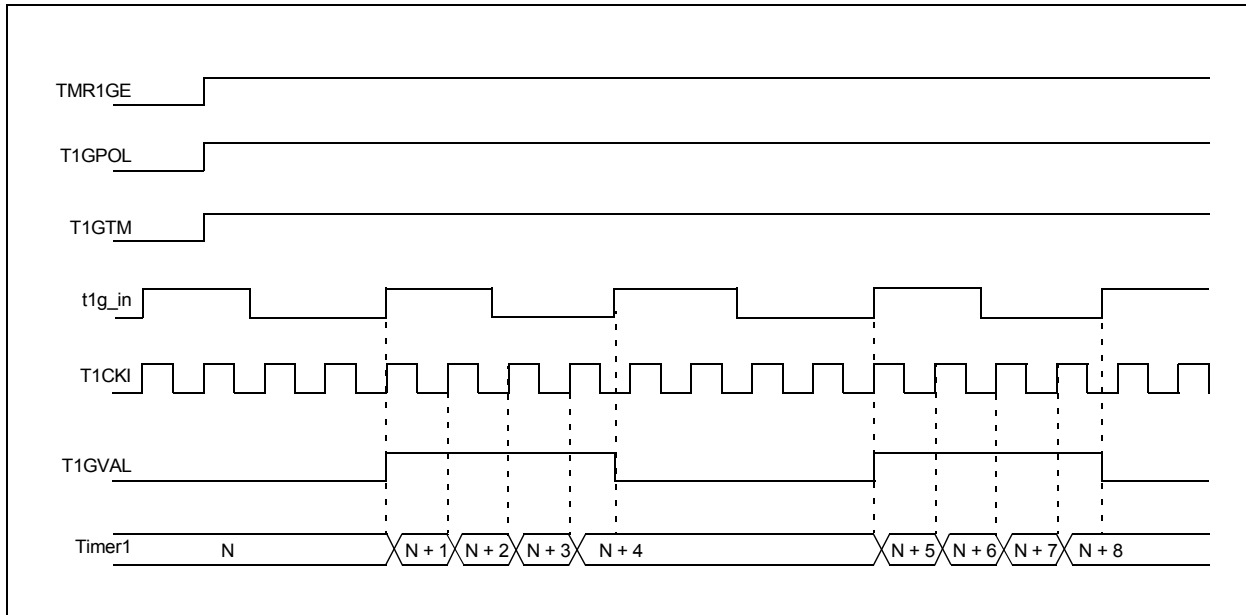 TMR1GE
T1GPOL
T1GTM
t1g_in
T1CKI
T1GVAL
Timer1 N N + 1 N + 2 N + 3 N + 4 N + 5 N + 6 N + 7 N + 8